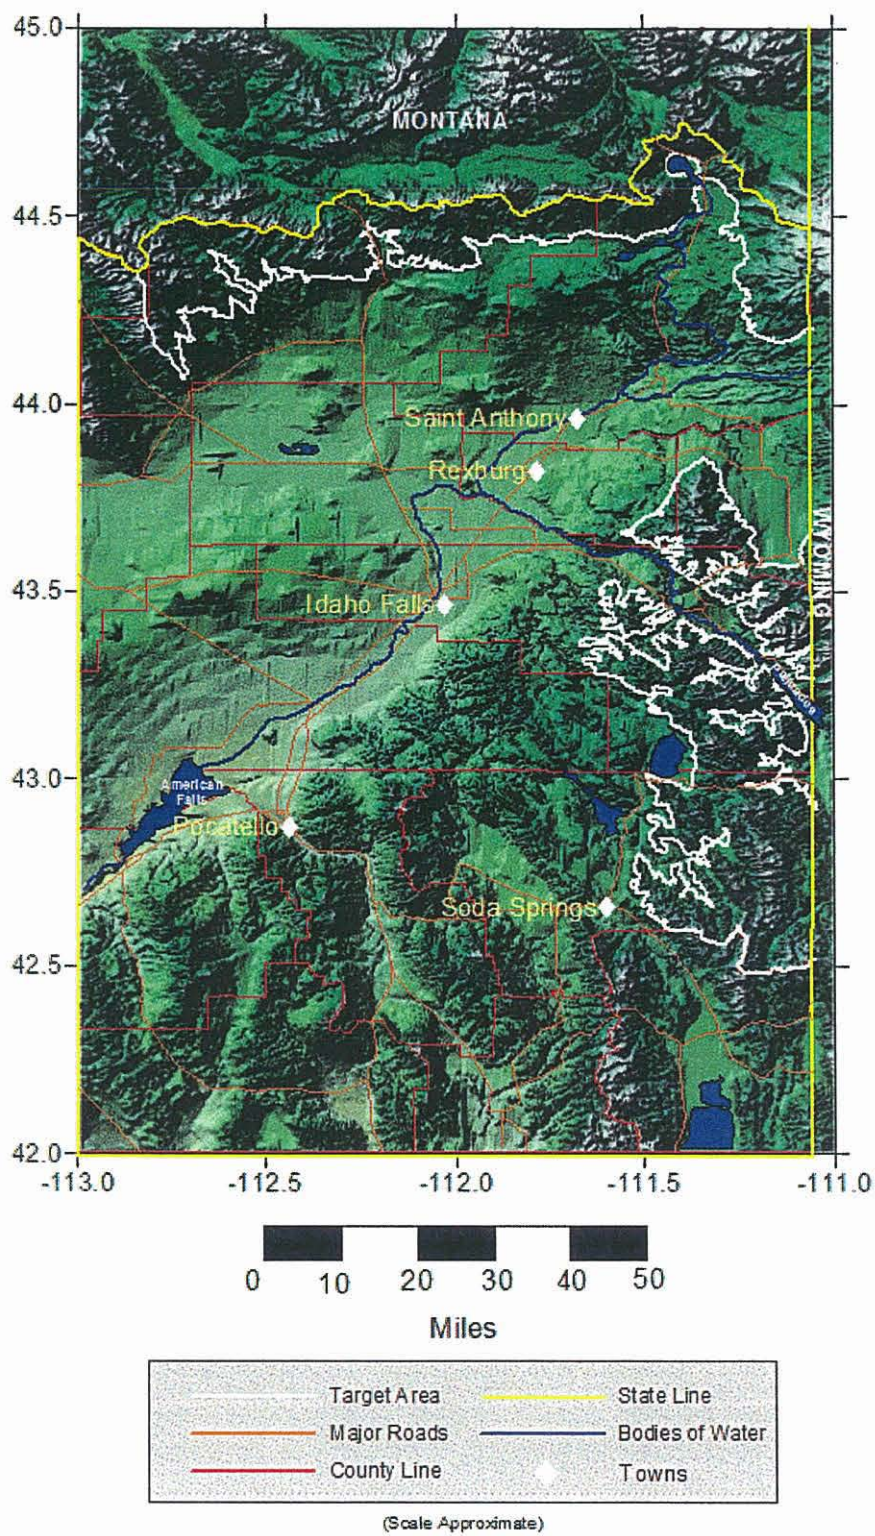 45.0
MONTANA
44.5
44.0
Saint Anthony
Rexburg
WYOMING
43.5
Idaho Falls
43.0
American
Falls
Pocatello
Soda Springs
42.5
42.0
-113.0 -112.5 -112.0 -111.5 -111.0
0 10 20 30 40 50
Miles
Target Area State Line
Major Roads Bodies of Water
County Line Towns
(Scale Approximate)